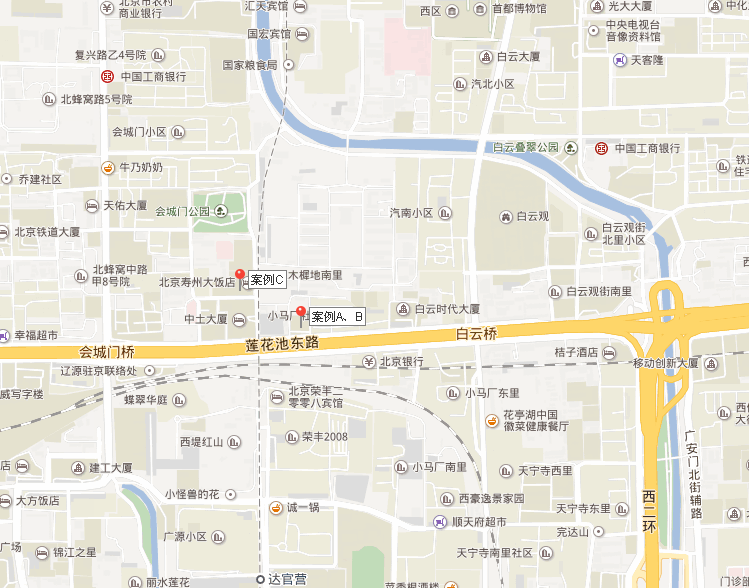 北京市农村
商业银行
汇天宾馆
西区
首都博物馆
光大大厦
国宏宾馆
中央电视台
音像资料馆
复兴路乙4号院
白云大厦
天客隆
国家粮食局
中国工商银行
汽北小区
北蜂窝路5号院
会城门小区
白云叠翠公园
中国工商银行
牛乃奶奶
乔建社区
天佑大厦
会城门公园
汽南小区
白云观
白云观街
北里小区
北京铁道大厦
北蜂窝中路
甲8号院
北京寿州大饭店
案例C
木樨地南里
白云观街南里
中土大厦
小马厂
案例A、B
白云时代大厦
幸福超市
会城门桥
莲花池东路
白云桥
桔子酒店
辽源驻京联络处
北京银行
移动创新大厦
威写字楼
蝶翠华庭
北京荣丰二
零零八宾馆
小马厂东里
花亭湖中国
徽菜健康餐厅
西堤红山
荣丰2008
广安门北街辅路
建工大厦
小马厂南里
天宁寺西里
大方饭店
小怪兽的花
诚一锅
西豪逸景家园
西二环
天宁寺东里
顺天府超市
完达山
广源小区
锦江之星
天宁寺南里社区
达官营
丽水莲花
门诊部